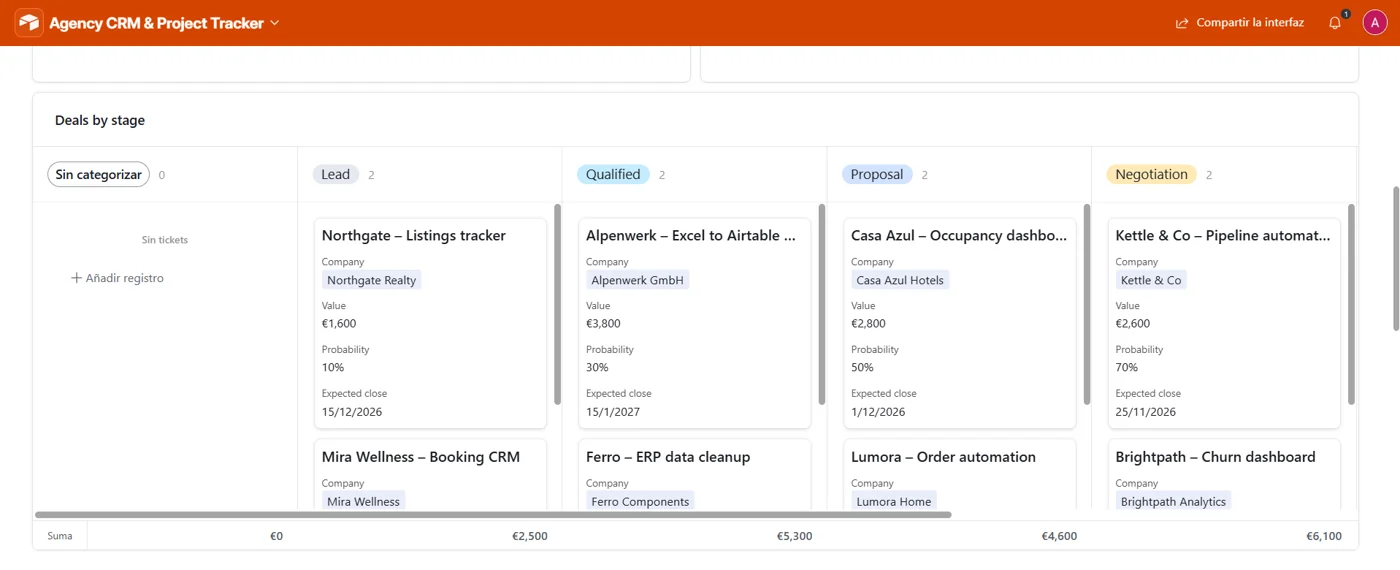 Agency CRM & Project Tracker
Compartir la interfaz
1
A
Deals by stage
Sin categorizar 0
Sin tickets
Añadir registro
Lead 2
Northgate – Listings tracker
Company
Northgate Realty
Value
€1,600
Probability
10%
Expected close
15/12/2026
Mira Wellness – Booking CRM
Company
Mira Wellness
Qualified 2
Alpenwerk – Excel to Airtable ...
Company
Alpenwerk GmbH
Value
€3,800
Probability
30%
Expected close
15/1/2027
Ferro – ERP data cleanup
Company
Ferro Components
Proposal 2
Casa Azul – Occupancy dashbo...
Company
Casa Azul Hotels
Value
€2,800
Probability
50%
Expected close
1/12/2026
Lumora – Order automation
Company
Lumora Home
Negotiation 2
Kettle & Co – Pipeline automat...
Company
Kettle & Co
Value
€2,600
Probability
70%
Expected close
25/11/2026
Brightpath – Churn dashboard
Company
Brightpath Analytics
Suma €0 €2,500 €5,300 €4,600 €6,100